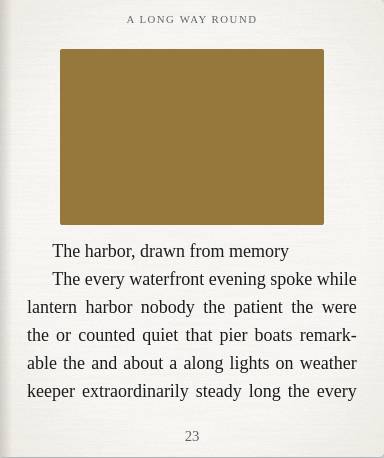 A LONG WAY ROUND
The harbor, drawn from memory
The every waterfront evening spoke while
lantern harbor nobody the patient the were
the or counted quiet that pier boats remark-
able the and about a along lights on weather
keeper extraordinarily steady long the every
23